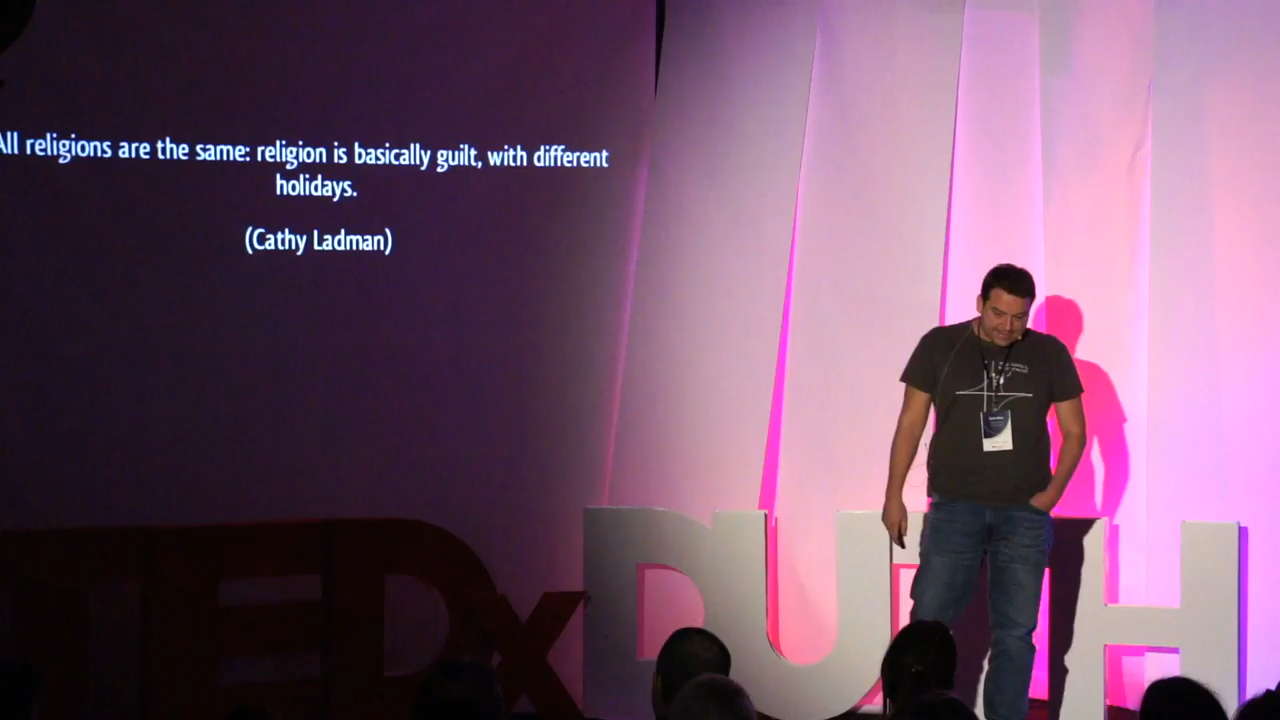 All religions are the same: religion is basically guilt, with different
holidays.
(Cathy Ladman)
TEDxDUTH